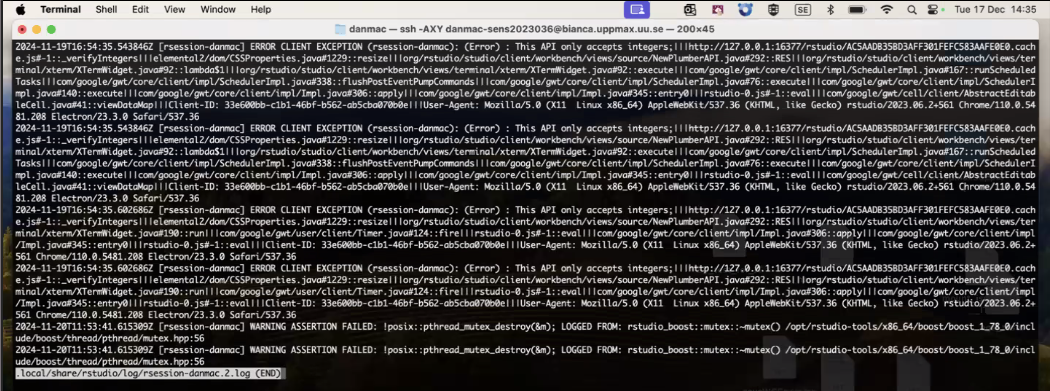 Terminal Shell Edit View Window Help SE Tue 17 Dec 14:35
danmac — ssh -AXY danmac-sens2023036@bianca.uppmax.uu.se — 200×45
2024-11-19T16:54:35.543846Z [rsession-danmac] ERROR CLIENT EXCEPTION (rsession-danmac): (Error) : This API only accepts integers;|||http://127.0.0.1:16377/rstudio/AC5AADB35BD3AFF301FEFC583AAFE0E0.cach
e.js#-1::_verifyIntegers|||elemental2/dom/CSSProperties.java#1229::resize|||org/rstudio/studio/client/workbench/views/source/NewPlumberAPI.java#292::RES|||org/rstudio/studio/client/workbench/views/ter
minal/xterm/XTermWidget.java#92::lambda$1|||org/rstudio/studio/client/workbench/views/terminal/xterm/XTermWidget.java#92::execute|||com/google/gwt/core/client/impl/SchedulerImpl.java#167::runScheduled
Tasks|||com/google/gwt/core/client/impl/SchedulerImpl.java#338::flushPostEventPumpCommands|||com/google/gwt/core/client/impl/SchedulerImpl.java#76::execute|||com/google/gwt/core/client/impl/SchedulerI
mpl.java#140::execute|||com/google/gwt/core/client/impl/Impl.java#306::apply|||com/google/gwt/core/client/impl/Impl.java#345::entry0|||rstudio-0.js#-1::eval|||com/google/gwt/cell/client/AbstractEditab
leCell.java#41::viewDataMap|||Client-ID: 33e600bb-c1b1-46bf-b562-ab5cba070b0e|||User-Agent: Mozilla/5.0 (X11  Linux x86_64) AppleWebKit/537.36 (KHTML, like Gecko) rstudio/2023.06.2+561 Chrome/110.0.54
81.208 Electron/23.3.0 Safari/537.36
2024-11-19T16:54:35.543846Z [rsession-danmac] ERROR CLIENT EXCEPTION (rsession-danmac): (Error) : This API only accepts integers;|||http://127.0.0.1:16377/rstudio/AC5AADB35BD3AFF301FEFC583AAFE0E0.cach
e.js#-1::_verifyIntegers|||elemental2/dom/CSSProperties.java#1229::resize|||org/rstudio/studio/client/workbench/views/source/NewPlumberAPI.java#292::RES|||org/rstudio/studio/client/workbench/views/ter
minal/xterm/XTermWidget.java#92::lambda$1|||org/rstudio/studio/client/workbench/views/terminal/xterm/XTermWidget.java#92::execute|||com/google/gwt/core/client/impl/SchedulerImpl.java#167::runScheduled
Tasks|||com/google/gwt/core/client/impl/SchedulerImpl.java#338::flushPostEventPumpCommands|||com/google/gwt/core/client/impl/SchedulerImpl.java#76::execute|||com/google/gwt/core/client/impl/SchedulerI
mpl.java#140::execute|||com/google/gwt/core/client/impl/Impl.java#306::apply|||com/google/gwt/core/client/impl/Impl.java#345::entry0|||rstudio-0.js#-1::eval|||com/google/gwt/cell/client/AbstractEditab
leCell.java#41::viewDataMap|||Client-ID: 33e600bb-c1b1-46bf-b562-ab5cba070b0e|||User-Agent: Mozilla/5.0 (X11  Linux x86_64) AppleWebKit/537.36 (KHTML, like Gecko) rstudio/2023.06.2+561 Chrome/110.0.54
81.208 Electron/23.3.0 Safari/537.36
2024-11-19T16:54:35.602686Z [rsession-danmac] ERROR CLIENT EXCEPTION (rsession-danmac): (Error) : This API only accepts integers;|||http://127.0.0.1:16377/rstudio/AC5AADB35BD3AFF301FEFC583AAFE0E0.cach
e.js#-1::_verifyIntegers|||elemental2/dom/CSSProperties.java#1229::resize|||org/rstudio/studio/client/workbench/views/source/NewPlumberAPI.java#292::RES|||org/rstudio/studio/client/workbench/views/ter
minal/xterm/XTermWidget.java#190::run|||com/google/gwt/user/client/Timer.java#124::fire|||rstudio-0.js#-1::eval|||com/google/gwt/core/client/impl/Impl.java#306::apply|||com/google/gwt/core/client/impl
/Impl.java#345::entry0|||rstudio-0.js#-1::eval|||Client-ID: 33e600bb-c1b1-46bf-b562-ab5cba070b0e|||User-Agent: Mozilla/5.0 (X11  Linux x86_64) AppleWebKit/537.36 (KHTML, like Gecko) rstudio/2023.06.2+
561 Chrome/110.0.5481.208 Electron/23.3.0 Safari/537.36
2024-11-19T16:54:35.602686Z [rsession-danmac] ERROR CLIENT EXCEPTION (rsession-danmac): (Error) : This API only accepts integers;|||http://127.0.0.1:16377/rstudio/AC5AADB35BD3AFF301FEFC583AAFE0E0.cach
e.js#-1::_verifyIntegers|||elemental2/dom/CSSProperties.java#1229::resize|||org/rstudio/studio/client/workbench/views/source/NewPlumberAPI.java#292::RES|||org/rstudio/studio/client/workbench/views/ter
minal/xterm/XTermWidget.java#190::run|||com/google/gwt/user/client/Timer.java#124::fire|||rstudio-0.js#-1::eval|||com/google/gwt/core/client/impl/Impl.java#306::apply|||com/google/gwt/core/client/impl
/Impl.java#345::entry0|||rstudio-0.js#-1::eval|||Client-ID: 33e600bb-c1b1-46bf-b562-ab5cba070b0e|||User-Agent: Mozilla/5.0 (X11  Linux x86_64) AppleWebKit/537.36 (KHTML, like Gecko) rstudio/2023.06.2+
561 Chrome/110.0.5481.208 Electron/23.3.0 Safari/537.36
2024-11-20T11:53:41.615309Z [rsession-danmac] WARNING ASSERTION FAILED: !posix::pthread_mutex_destroy(&m); LOGGED FROM: rstudio_boost::mutex::~mutex() /opt/rstudio-tools/x86_64/boost/boost_1_78_0/incl
ude/boost/thread/pthread/mutex.hpp:56
2024-11-20T11:53:41.615309Z [rsession-danmac] WARNING ASSERTION FAILED: !posix::pthread_mutex_destroy(&m); LOGGED FROM: rstudio_boost::mutex::~mutex() /opt/rstudio-tools/x86_64/boost/boost_1_78_0/incl
ude/boost/thread/pthread/mutex.hpp:56
.local/share/rstudio/log/rsession-danmac.2.log (END)